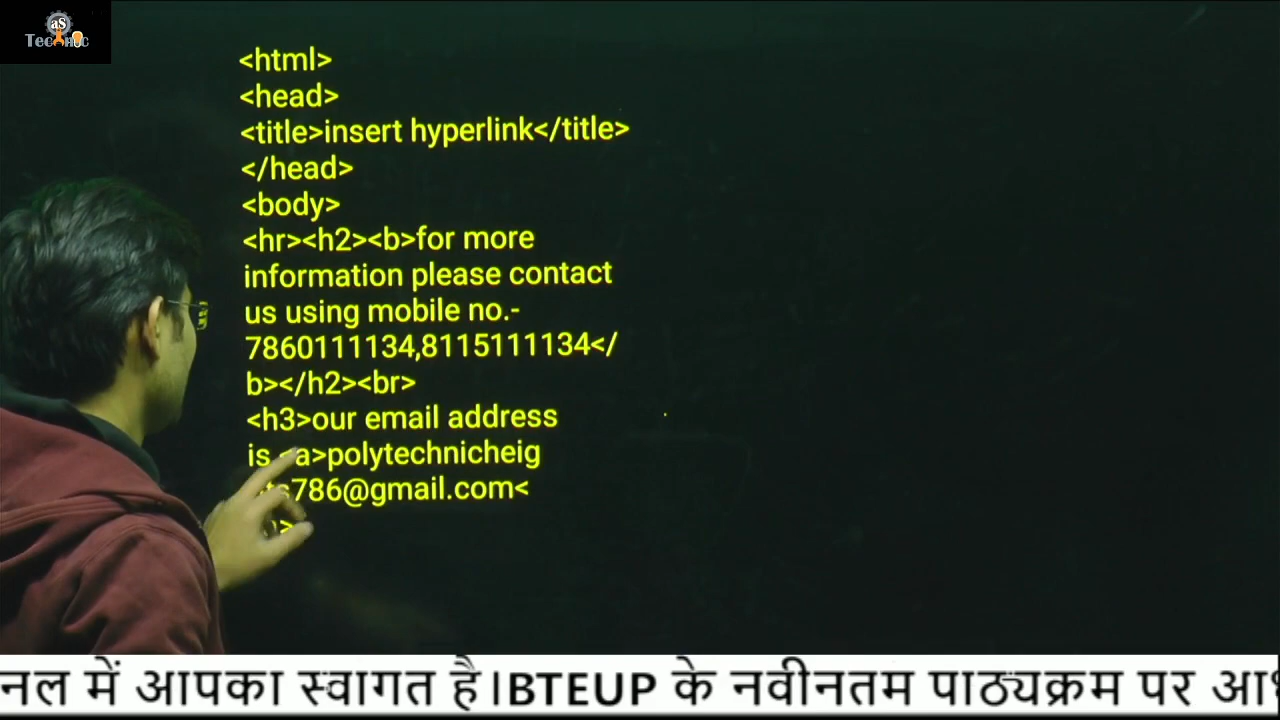 aS
Tecnic
<html>
<head>
<title>insert hyperlink</title>
</head>
<body>
<hr><h2><b>for more
information please contact
us using mobile no.-
7860111134,8115111134</
b></h2><br>
<h3>our email address
is <a>polytechnicheig
786@gmail.com<
>
नल में आपका स्वागत है।BTEUP के नवीनतम पाठ्यक्रम पर